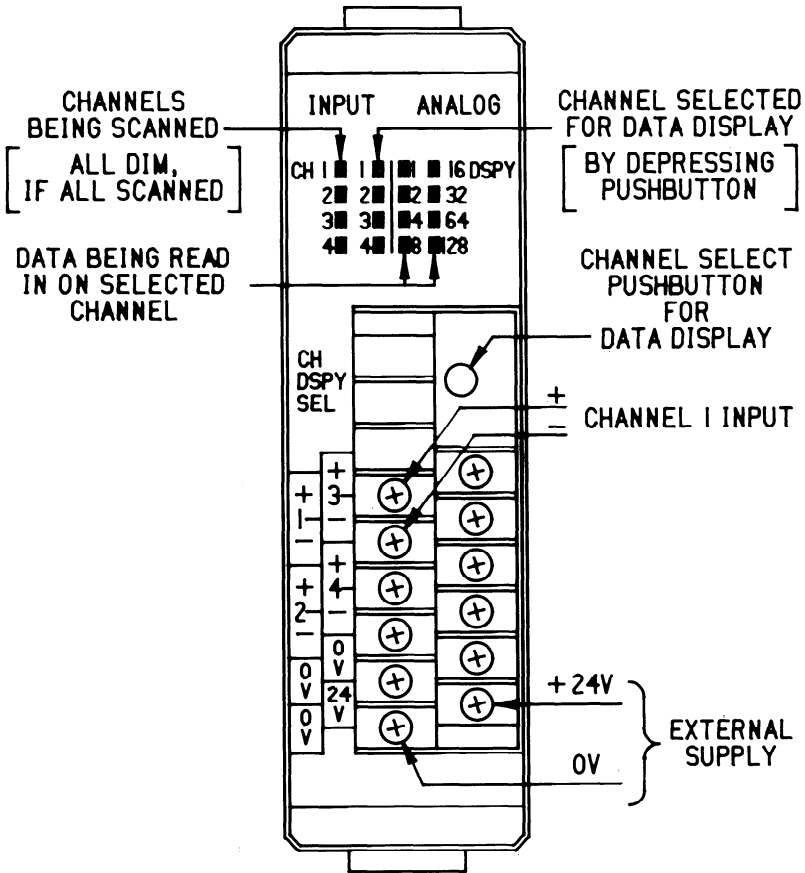 CHANNELS
BEING SCANNED
ALL DIM,
IF ALL SCANNED
DATA BEING READ
IN ON SELECTED
CHANNEL
INPUT ANALOG
CH 1 1 1 16 DSPY
2 2 2 32
3 3 4 64
4 4 8 128
CHANNEL SELECTED
FOR DATA DISPLAY
BY DEPRESSING
PUSHBUTTON
CHANNEL SELECT
PUSHBUTTON
FOR
DATA DISPLAY
CH
DSPY
SEL
+
−
CHANNEL 1 INPUT
+
1
−
+
2
−
0
V
0
V
+
3
−
+
4
−
0
V
24
V
+24V
0V
EXTERNAL
SUPPLY